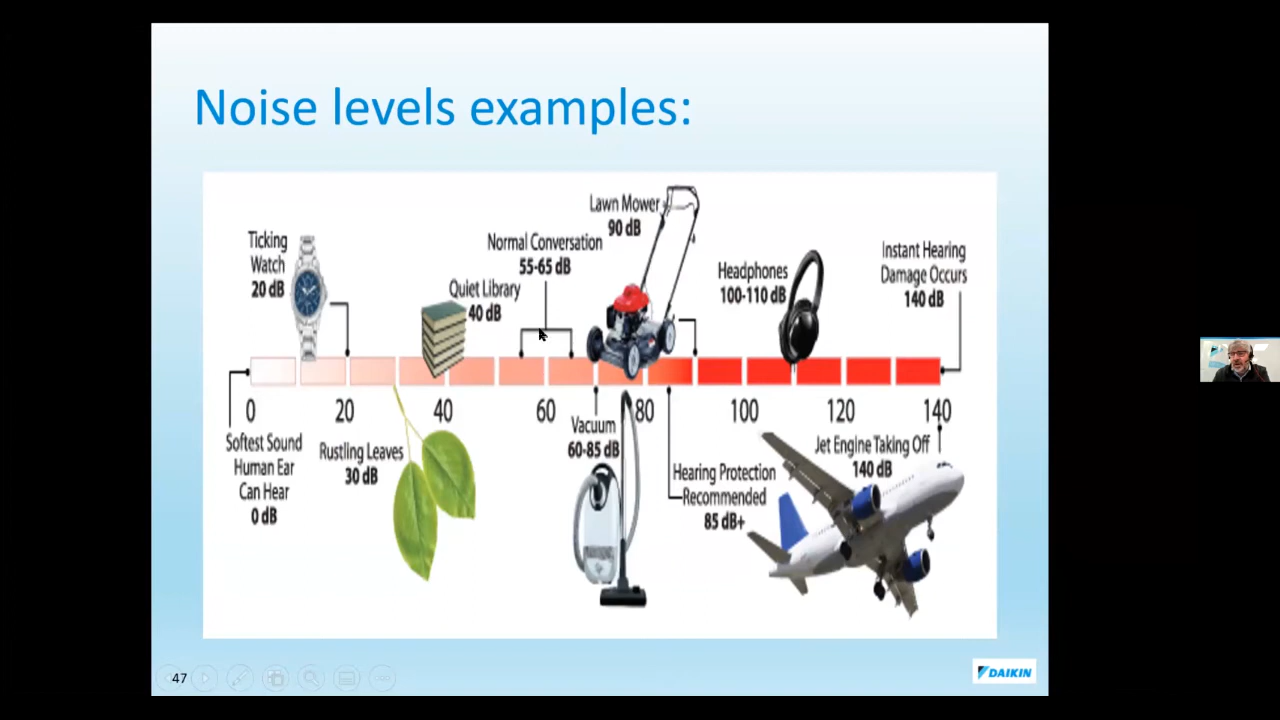 Noise levels examples:
Lawn Mower
90 dB
Ticking
Watch
20 dB
Normal Conversation
55-65 dB
Quiet Library
40 dB
Headphones
100-110 dB
Instant Hearing
Damage Occurs
140 dB
0 20 40 60 80 100 120 140
Softest Sound
Human Ear
Can Hear
0 dB
Rustling Leaves
30 dB
Vacuum
60-85 dB
Hearing Protection
Recommended
85 dB+
Jet Engine Taking Off
140 dB
47
DAIKIN